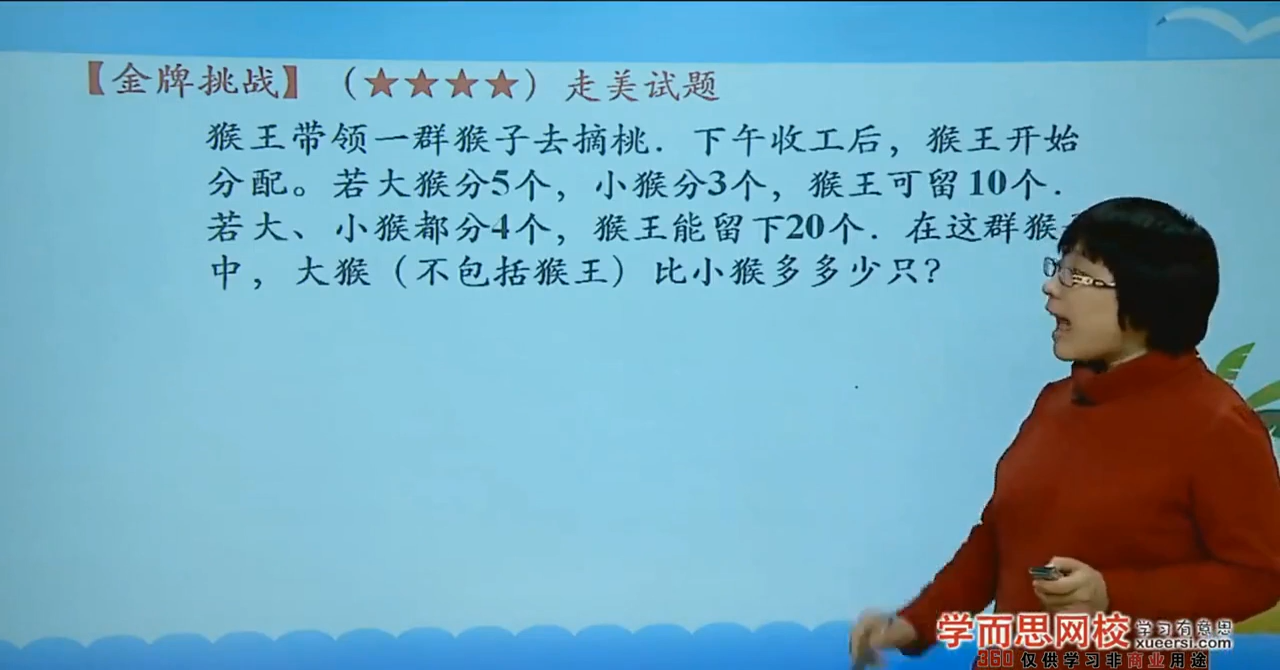 【金牌挑战】（★★★★）走美试题
猴王带领一群猴子去摘桃．下午收工后，猴王开始
分配。若大猴分5个，小猴分3个，猴王可留10个．
若大、小猴都分4个，猴王能留下20个．在这群猴
中，大猴（不包括猴王）比小猴多多少只？
学而思网校 学习有意思
xueersi.com
360 仅供学习非商业用途